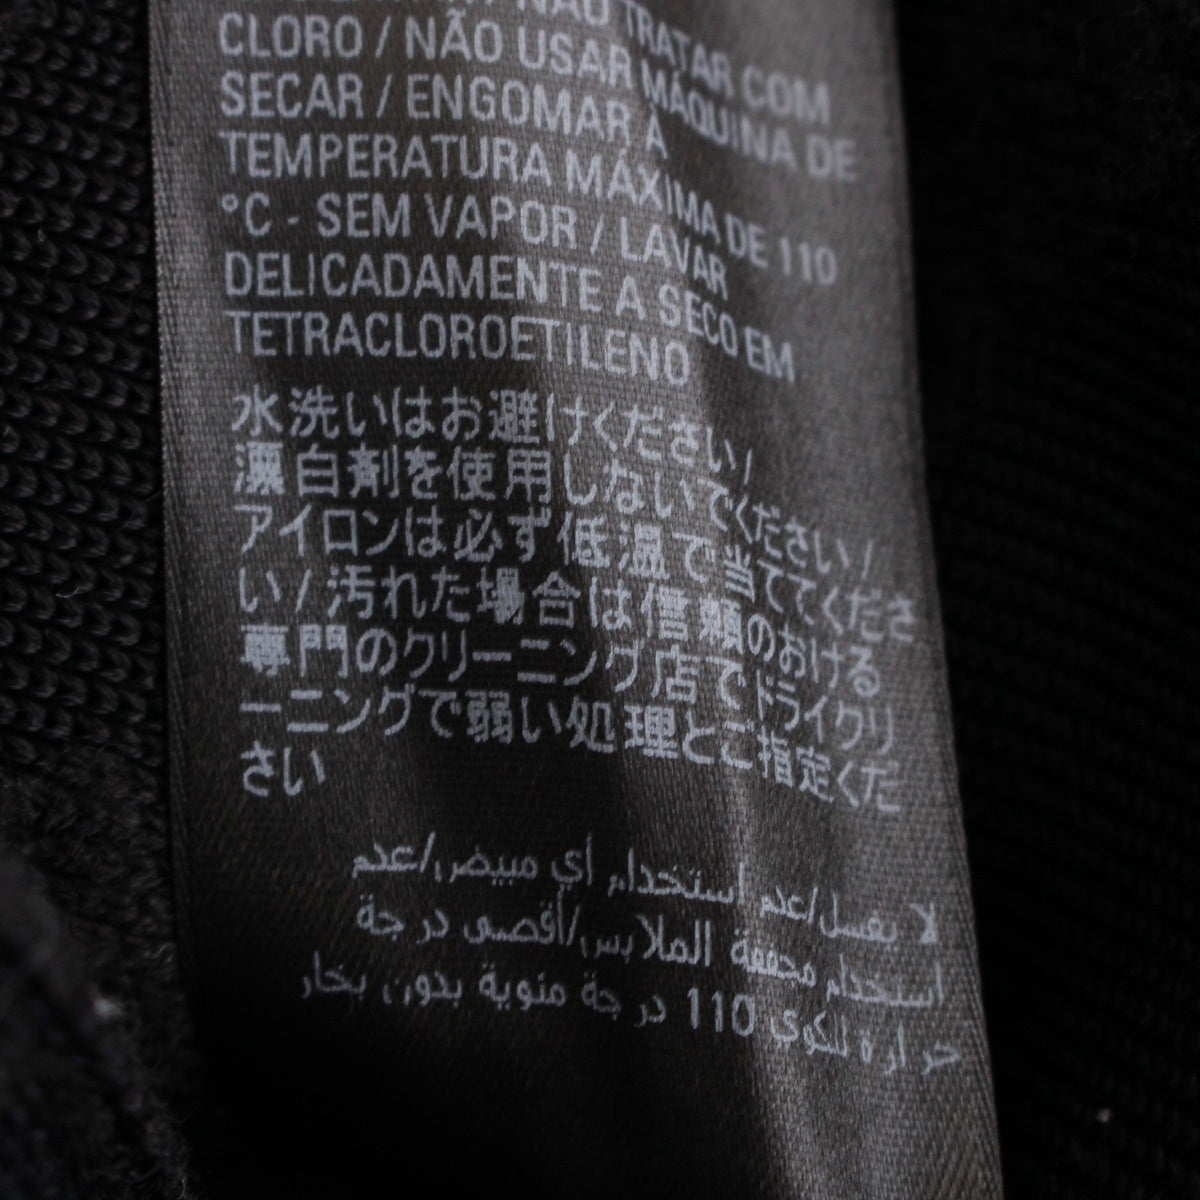 NÃO TRATAR COM
CLORO / NÃO USAR MÁQUINA DE
SECAR / ENGOMAR A
TEMPERATURA MÁXIMA DE 110
°C - SEM VAPOR / LAVAR
DELICADAMENTE A SECO EM
TETRACLOROETILENO
水洗いはお避けください/
漂白剤を使用しないでください/
アイロンは必ず低温で当ててくださ
い/汚れた場合は信頼のおける
専門のクリーニング店でドライクリ
ーニングで弱い処理とご指定くだ
さい
لا يغسل/عدم أستخدام أي مبيض/عدم
أستخدام مجففة الملابس/أقصى درجة
حرارة للكوي 110 درجة منوية بدون بخار